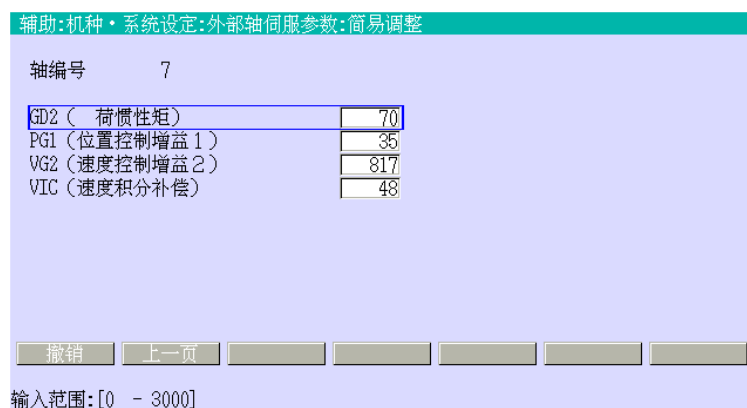 辅助:机种・系统设定:外部轴伺服参数:简易调整
轴编号 7
GD2( 荷惯性矩) 70
PG1(位置控制增益1) 35
VG2(速度控制增益2) 817
VIC(速度积分补偿) 48
撤销 上一页
输入范围:[0 - 3000]